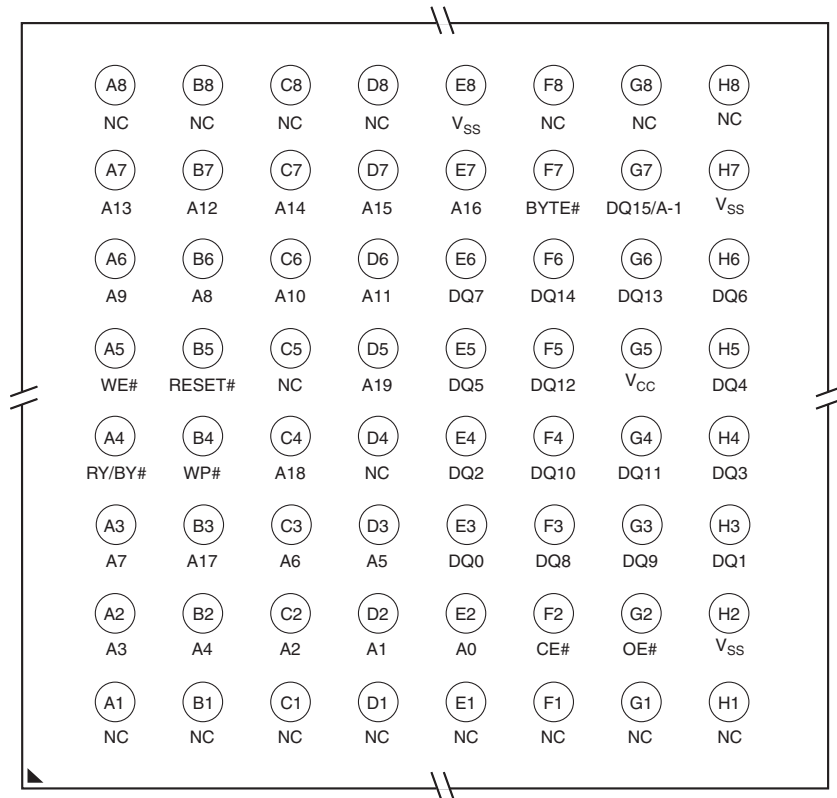 A8 B8 C8 D8 E8 F8 G8 H8
NC NC NC NC VSS NC NC NC
A7 B7 C7 D7 E7 F7 G7 H7
A13 A12 A14 A15 A16 BYTE# DQ15/A-1 VSS
A6 B6 C6 D6 E6 F6 G6 H6
A9 A8 A10 A11 DQ7 DQ14 DQ13 DQ6
A5 B5 C5 D5 E5 F5 G5 H5
WE# RESET# NC A19 DQ5 DQ12 VCC DQ4
A4 B4 C4 D4 E4 F4 G4 H4
RY/BY# WP# A18 NC DQ2 DQ10 DQ11 DQ3
A3 B3 C3 D3 E3 F3 G3 H3
A7 A17 A6 A5 DQ0 DQ8 DQ9 DQ1
A2 B2 C2 D2 E2 F2 G2 H2
A3 A4 A2 A1 A0 CE# OE# VSS
A1 B1 C1 D1 E1 F1 G1 H1
NC NC NC NC NC NC NC NC